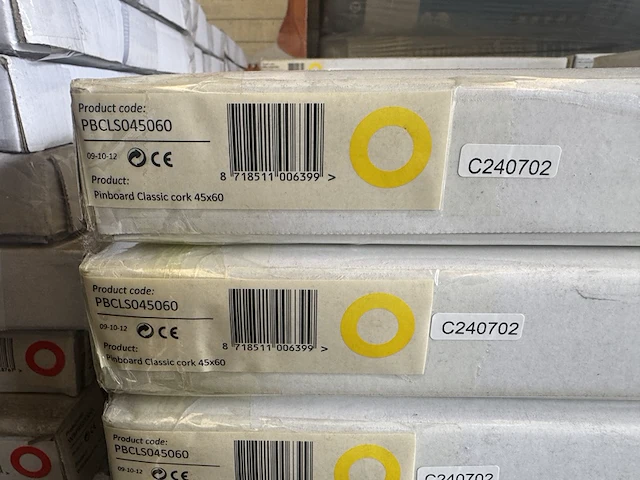 Product code:
PBCLS045060
09-10-12 CE
Product:
Pinboard Classic cork 45x60
8 718511 006399 >
C240702
Product code:
PBCLS045060
09-10-12 CE
Product:
Pinboard Classic cork 45x60
8 718511 006399 >
C240702
Product code:
PBCLS045060
09-10-12 CE
C240702